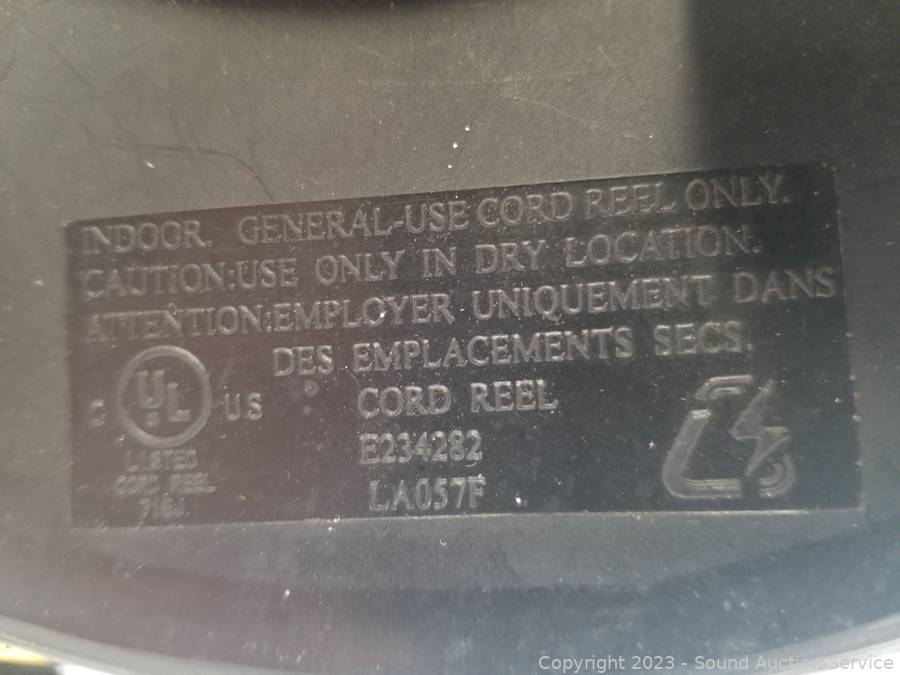 INDOOR. GENERAL-USE CORD REEL ONLY.
CAUTION:USE ONLY IN DRY LOCATION.
ATTENTION:EMPLOYER UNIQUEMENT DANS
DES EMPLACEMENTS SECS.
C UL US
LISTED
CORD REEL
CORD REEL
E234282
LA057F
Copyright 2023 - Sound Auction Service